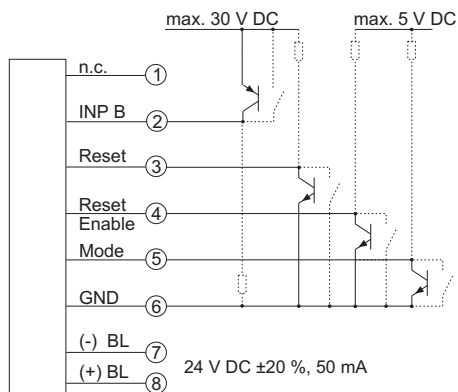 max. 30 V DC
max. 5 V DC
n.c.
1
INP B
2
Reset
3
Reset
4
Enable
Mode
5
GND
6
(-) BL
7
24 V DC ±20 %, 50 mA
(+) BL
8